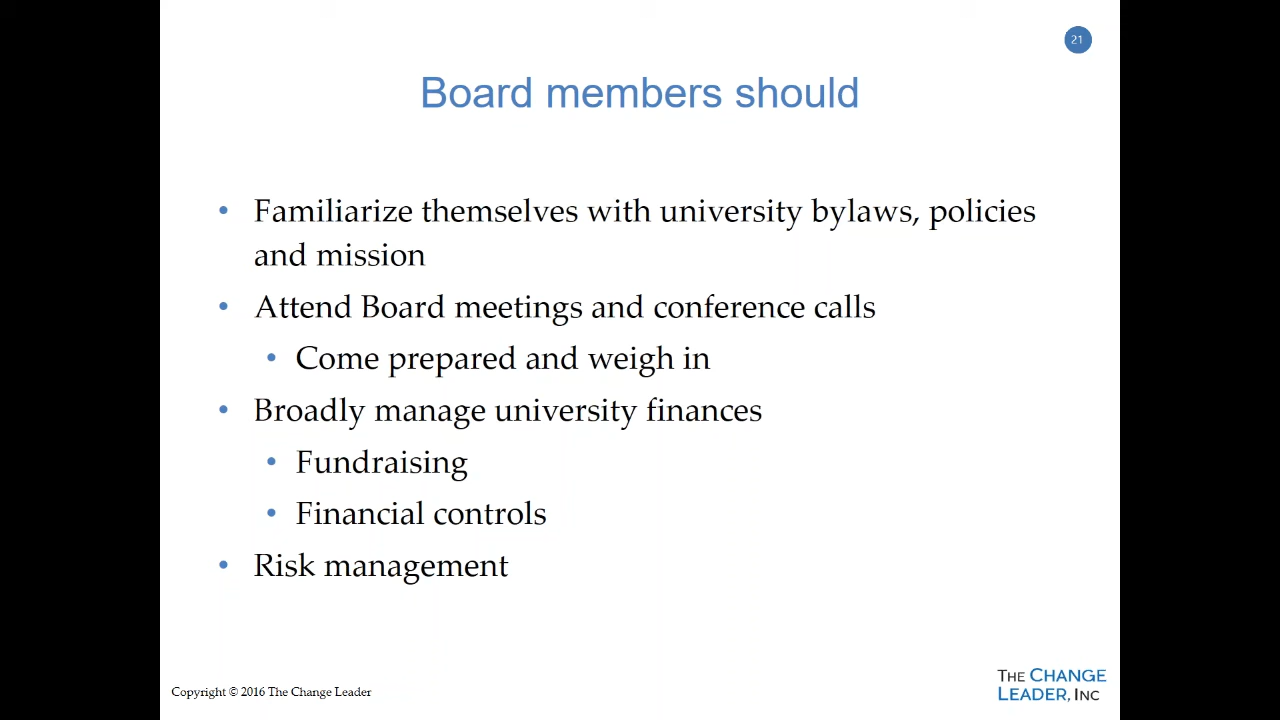 21
Board members should
• Familiarize themselves with university bylaws, policies
and mission
• Attend Board meetings and conference calls
• Come prepared and weigh in
• Broadly manage university finances
• Fundraising
• Financial controls
• Risk management
Copyright © 2016 The Change Leader
THE CHANGE
LEADER, INC